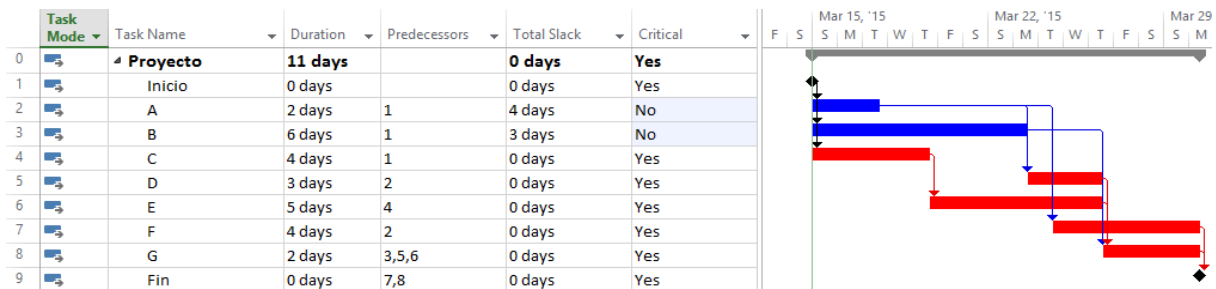 Task Mode Task Name Duration Predecessors Total Slack Critical
Mar 15, '15 Mar 22, '15 Mar 29
F S S M T W T F S S M T W T F S S M
0 Proyecto 11 days 0 days Yes
1 Inicio 0 days 0 days Yes
2 A 2 days 1 4 days No
3 B 6 days 1 3 days No
4 C 4 days 1 0 days Yes
5 D 3 days 2 0 days Yes
6 E 5 days 4 0 days Yes
7 F 4 days 2 0 days Yes
8 G 2 days 3,5,6 0 days Yes
9 Fin 0 days 7,8 0 days Yes